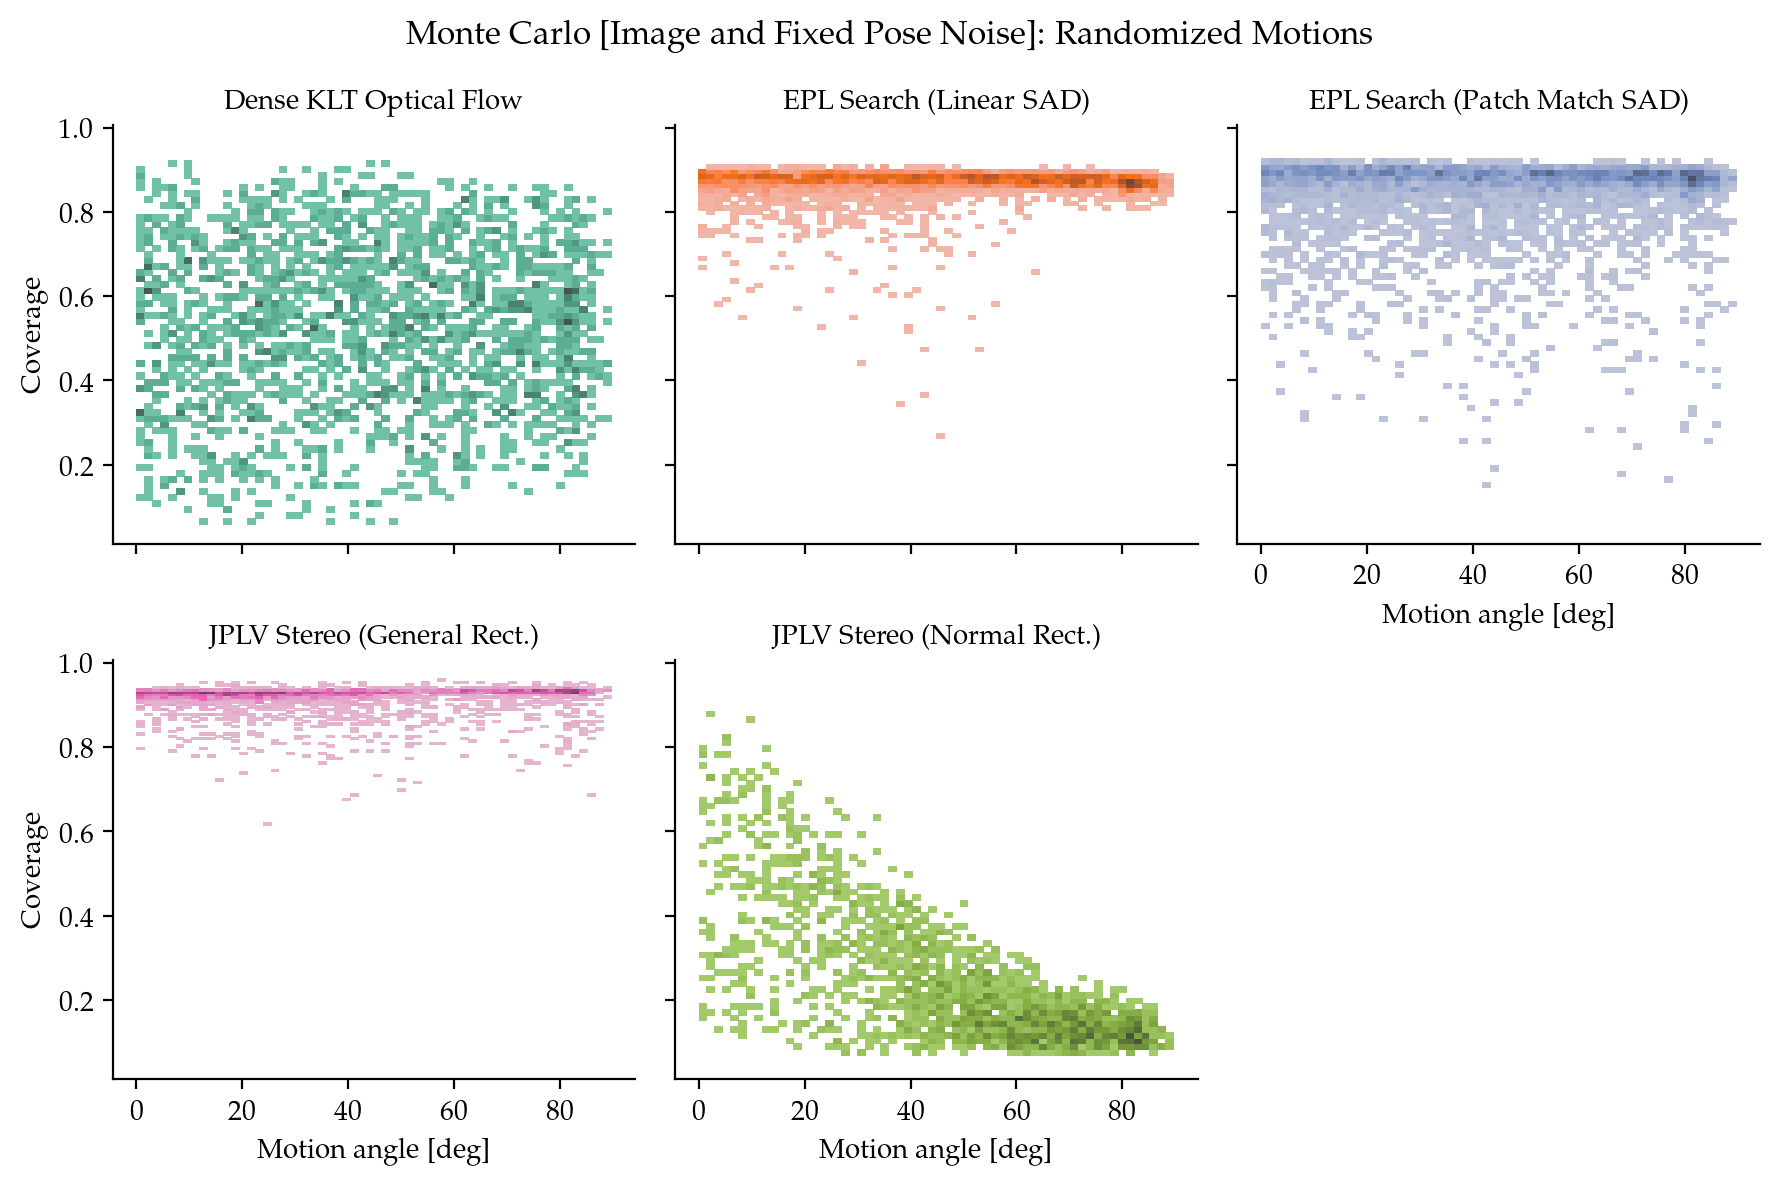 Monte Carlo [Image and Fixed Pose Noise]: Randomized Motions
Dense KLT Optical Flow
EPL Search (Linear SAD)
EPL Search (Patch Match SAD)
1.0
0.8
0.6
0.4
0.2
Coverage
0 20 40 60 80
Motion angle [deg]
JPLV Stereo (General Rect.)
JPLV Stereo (Normal Rect.)
1.0
0.8
0.6
0.4
0.2
Coverage
0 20 40 60 80
Motion angle [deg]
0 20 40 60 80
Motion angle [deg]